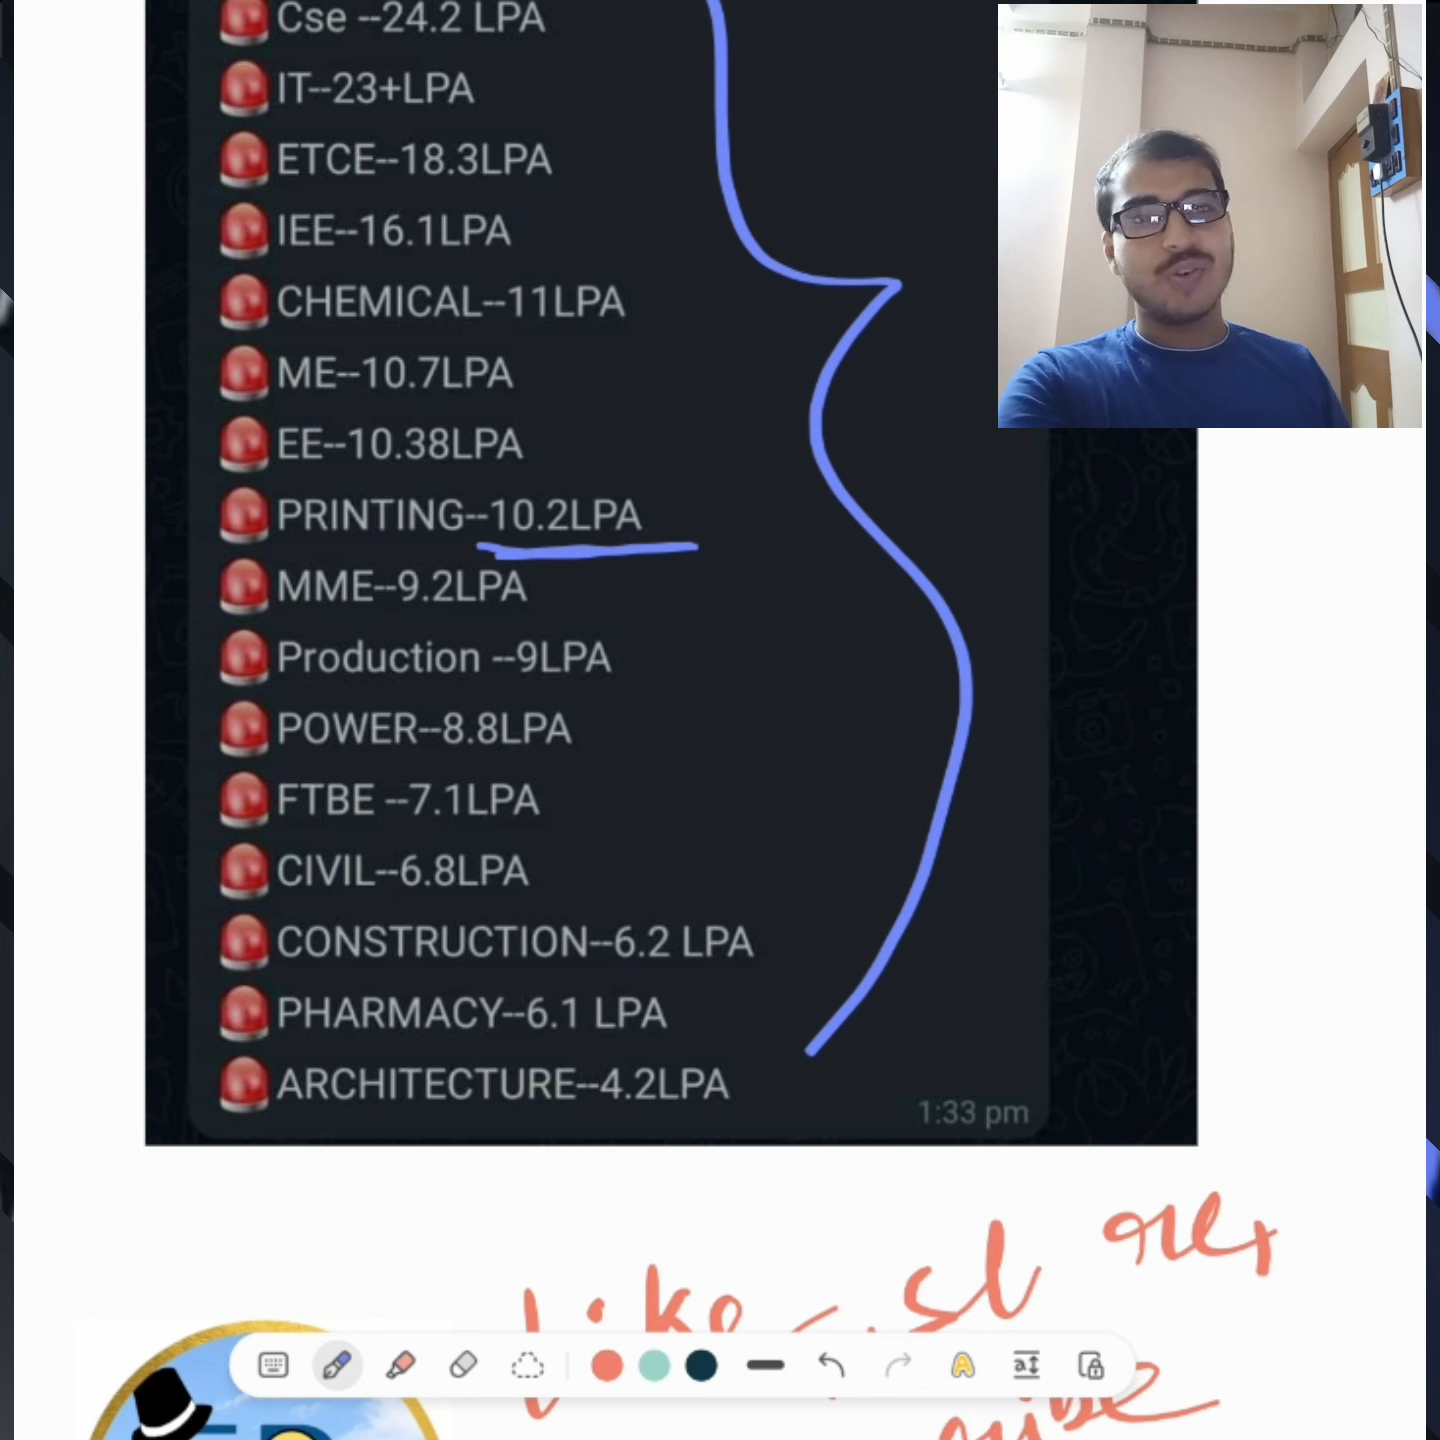 Cse --24.2 LPA
IT--23+LPA
ETCE--18.3LPA
IEE--16.1LPA
CHEMICAL--11LPA
ME--10.7LPA
EE--10.38LPA
PRINTING--10.2LPA
MME--9.2LPA
Production --9LPA
POWER--8.8LPA
FTBE --7.1LPA
CIVIL--6.8LPA
CONSTRUCTION--6.2 LPA
PHARMACY--6.1 LPA
ARCHITECTURE--4.2LPA
1:33 pm
Like